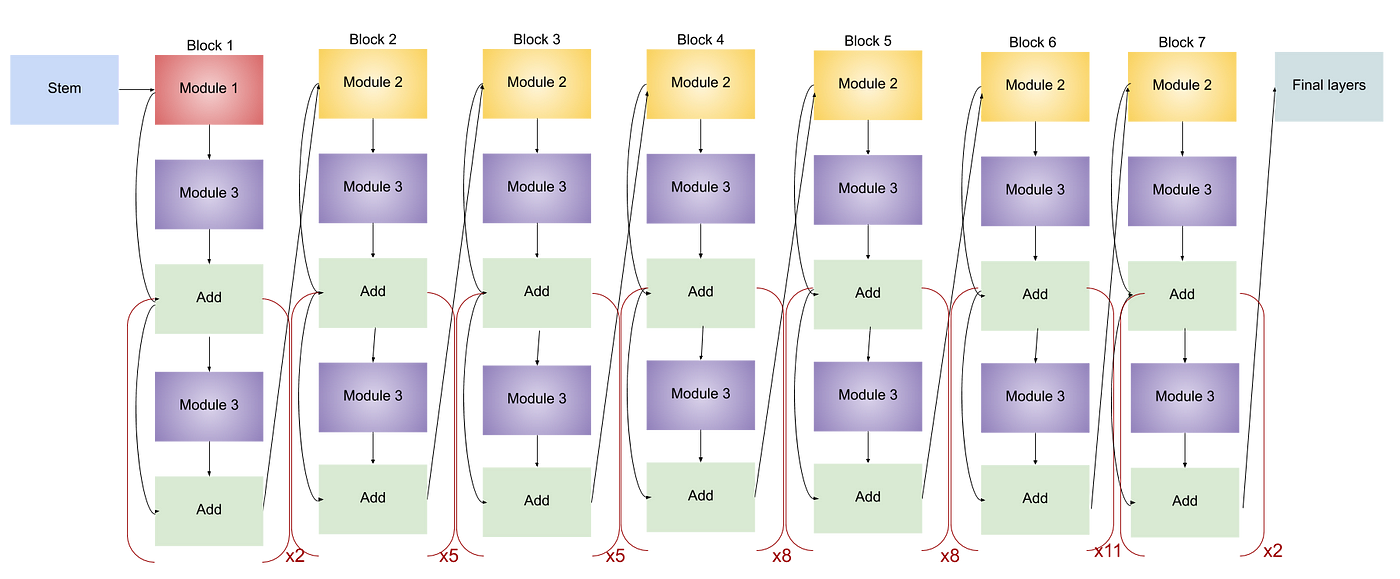 Stem
Block 1
Module 1
Module 3
Add
Module 3
Add
x2
Block 2
Module 2
Module 3
Add
Module 3
Add
x5
Block 3
Module 2
Module 3
Add
Module 3
Add
x5
Block 4
Module 2
Module 3
Add
Module 3
Add
x8
Block 5
Module 2
Module 3
Add
Module 3
Add
x8
Block 6
Module 2
Module 3
Add
Module 3
Add
x11
Block 7
Module 2
Module 3
Add
Module 3
Add
x2
Final layers